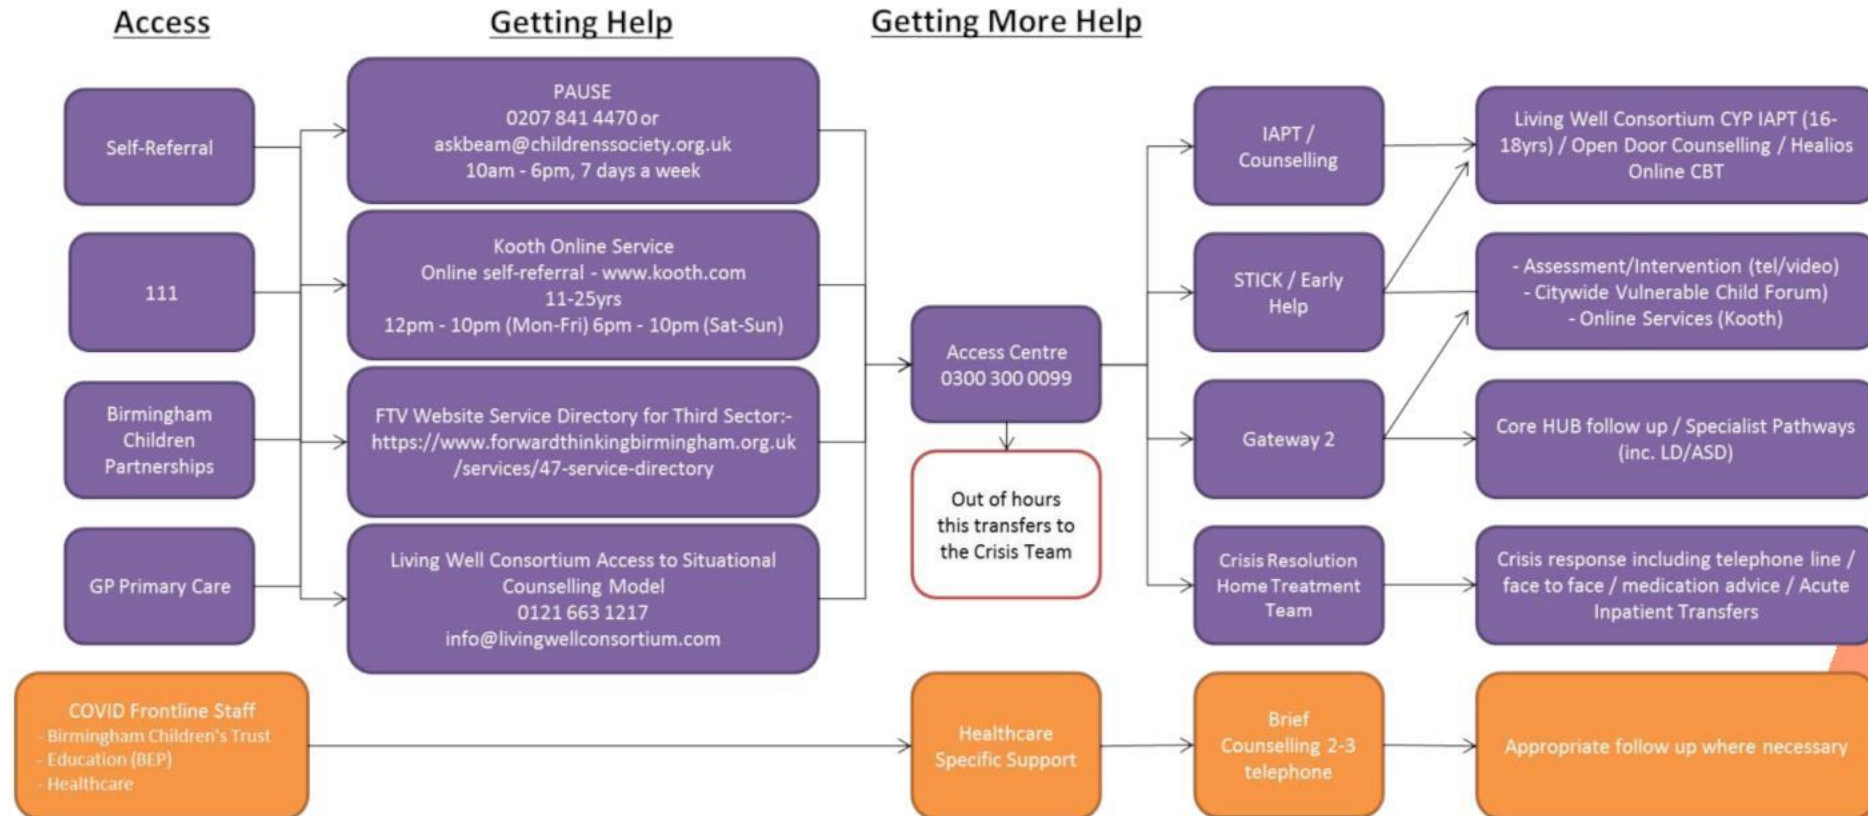 Access
Getting Help
Getting More Help
Self-Referral
111
Birmingham
Children
Partnerships
GP Primary Care
PAUSE
0207 841 4470 or
askbeam@childrenssociety.org.uk
10am - 6pm, 7 days a week
Kooth Online Service
Online self-referral - www.kooth.com
11-25yrs
12pm - 10pm (Mon-Fri) 6pm - 10pm (Sat-Sun)
FTV Website Service Directory for Third Sector:-
https://www.forwardthinkingbirmingham.org.uk
/services/47-service-directory
Living Well Consortium Access to Situational
Counselling Model
0121 663 1217
info@livingwellconsortium.com
Access Centre
0300 300 0099
Out of hours
this transfers to
the Crisis Team
IAPT /
Counselling
STICK / Early
Help
Gateway 2
Crisis Resolution
Home Treatment
Team
Living Well Consortium CYP IAPT (16-
18yrs) / Open Door Counselling / Healios
Online CBT
- Assessment/Intervention (tel/video)
- Citywide Vulnerable Child Forum)
- Online Services (Kooth)
Core HUB follow up / Specialist Pathways
(inc. LD/ASD)
Crisis response including telephone line /
face to face / medication advice / Acute
Inpatient Transfers
COVID Frontline Staff
- Birmingham Children's Trust
- Education (BEP)
- Healthcare
Healthcare
Specific Support
Brief
Counselling 2-3
telephone
Appropriate follow up where necessary